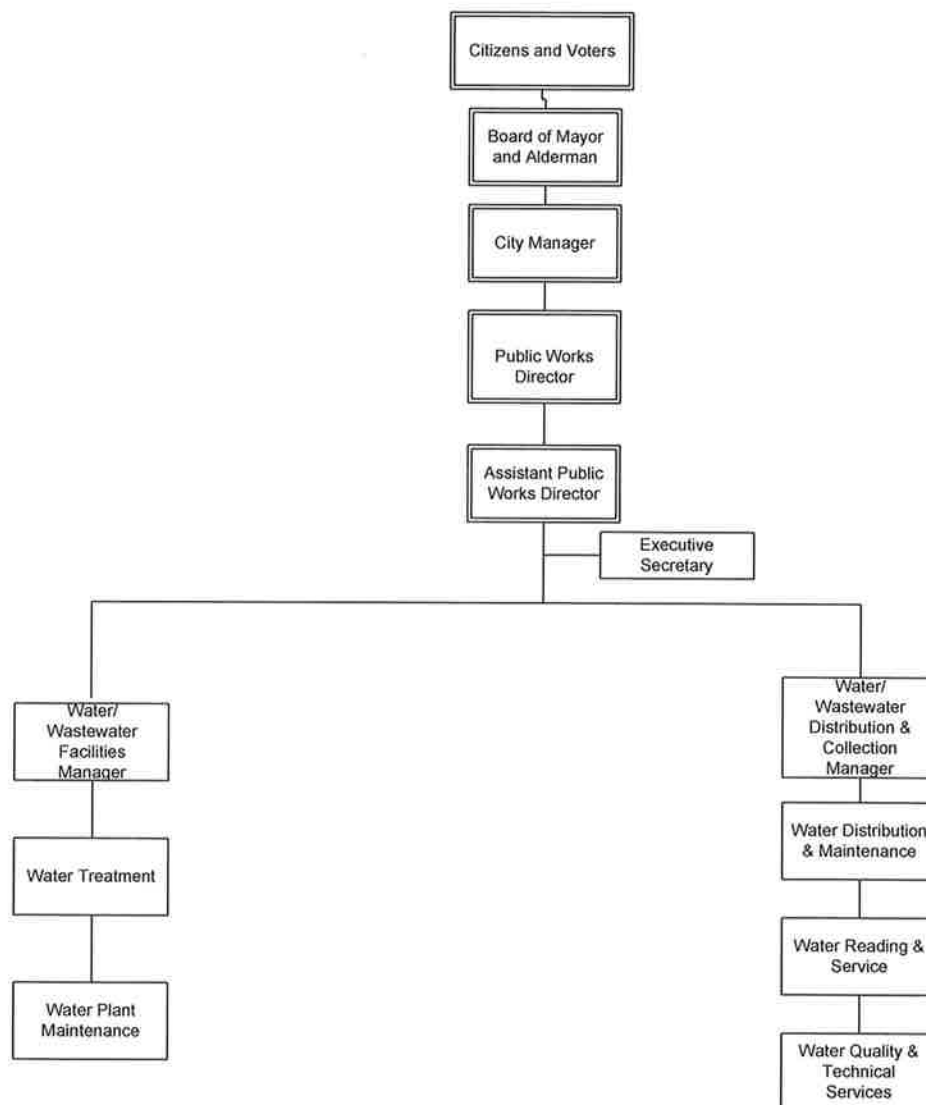 Citizens and Voters
Board of Mayor
and Alderman
City Manager
Public Works
Director
Assistant Public
Works Director
Executive
Secretary
Water/
Wastewater
Facilities
Manager
Water Treatment
Water Plant
Maintenance
Water/
Wastewater
Distribution &
Collection
Manager
Water Distribution
& Maintenance
Water Reading &
Service
Water Quality &
Technical
Services